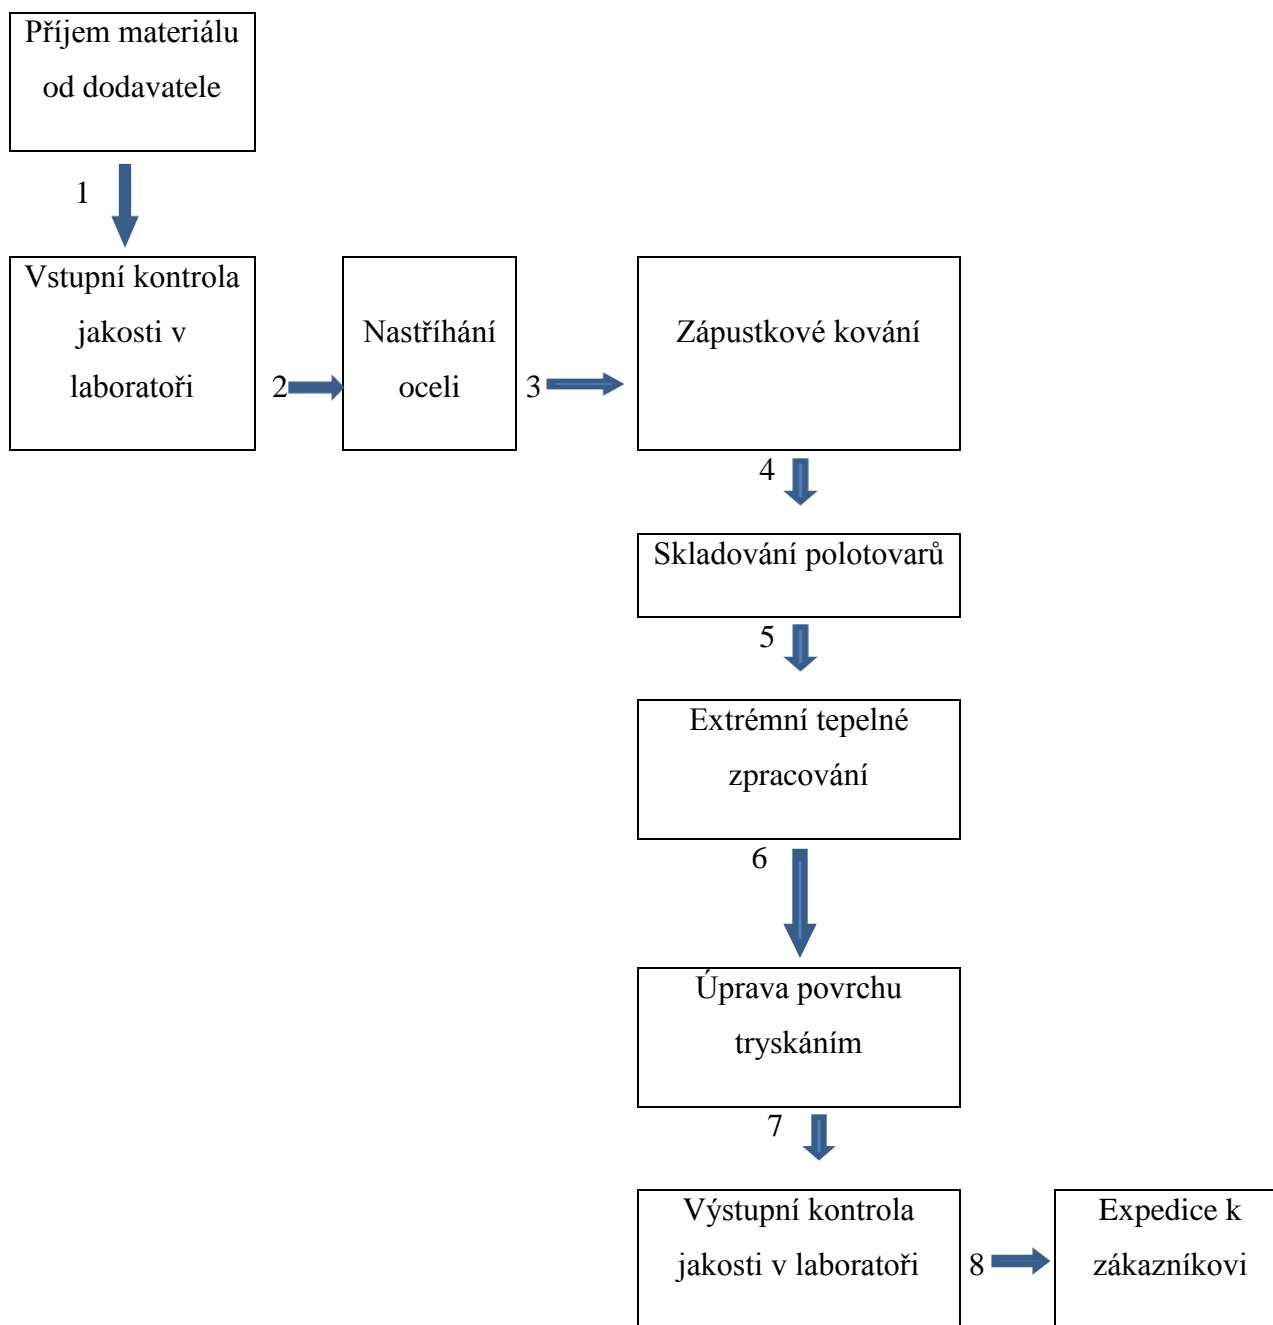 Příjem materiálu
od dodavatele
1
Vstupní kontrola
jakosti v
laboratoři
2
Nastříhání
oceli
3
Zápustkové kování
4
Skladování polotovarů
5
Extrémní tepelné
zpracování
6
Úprava povrchu
tryskáním
7
Výstupní kontrola
jakosti v laboratoři
8
Expedice k
zákazníkovi